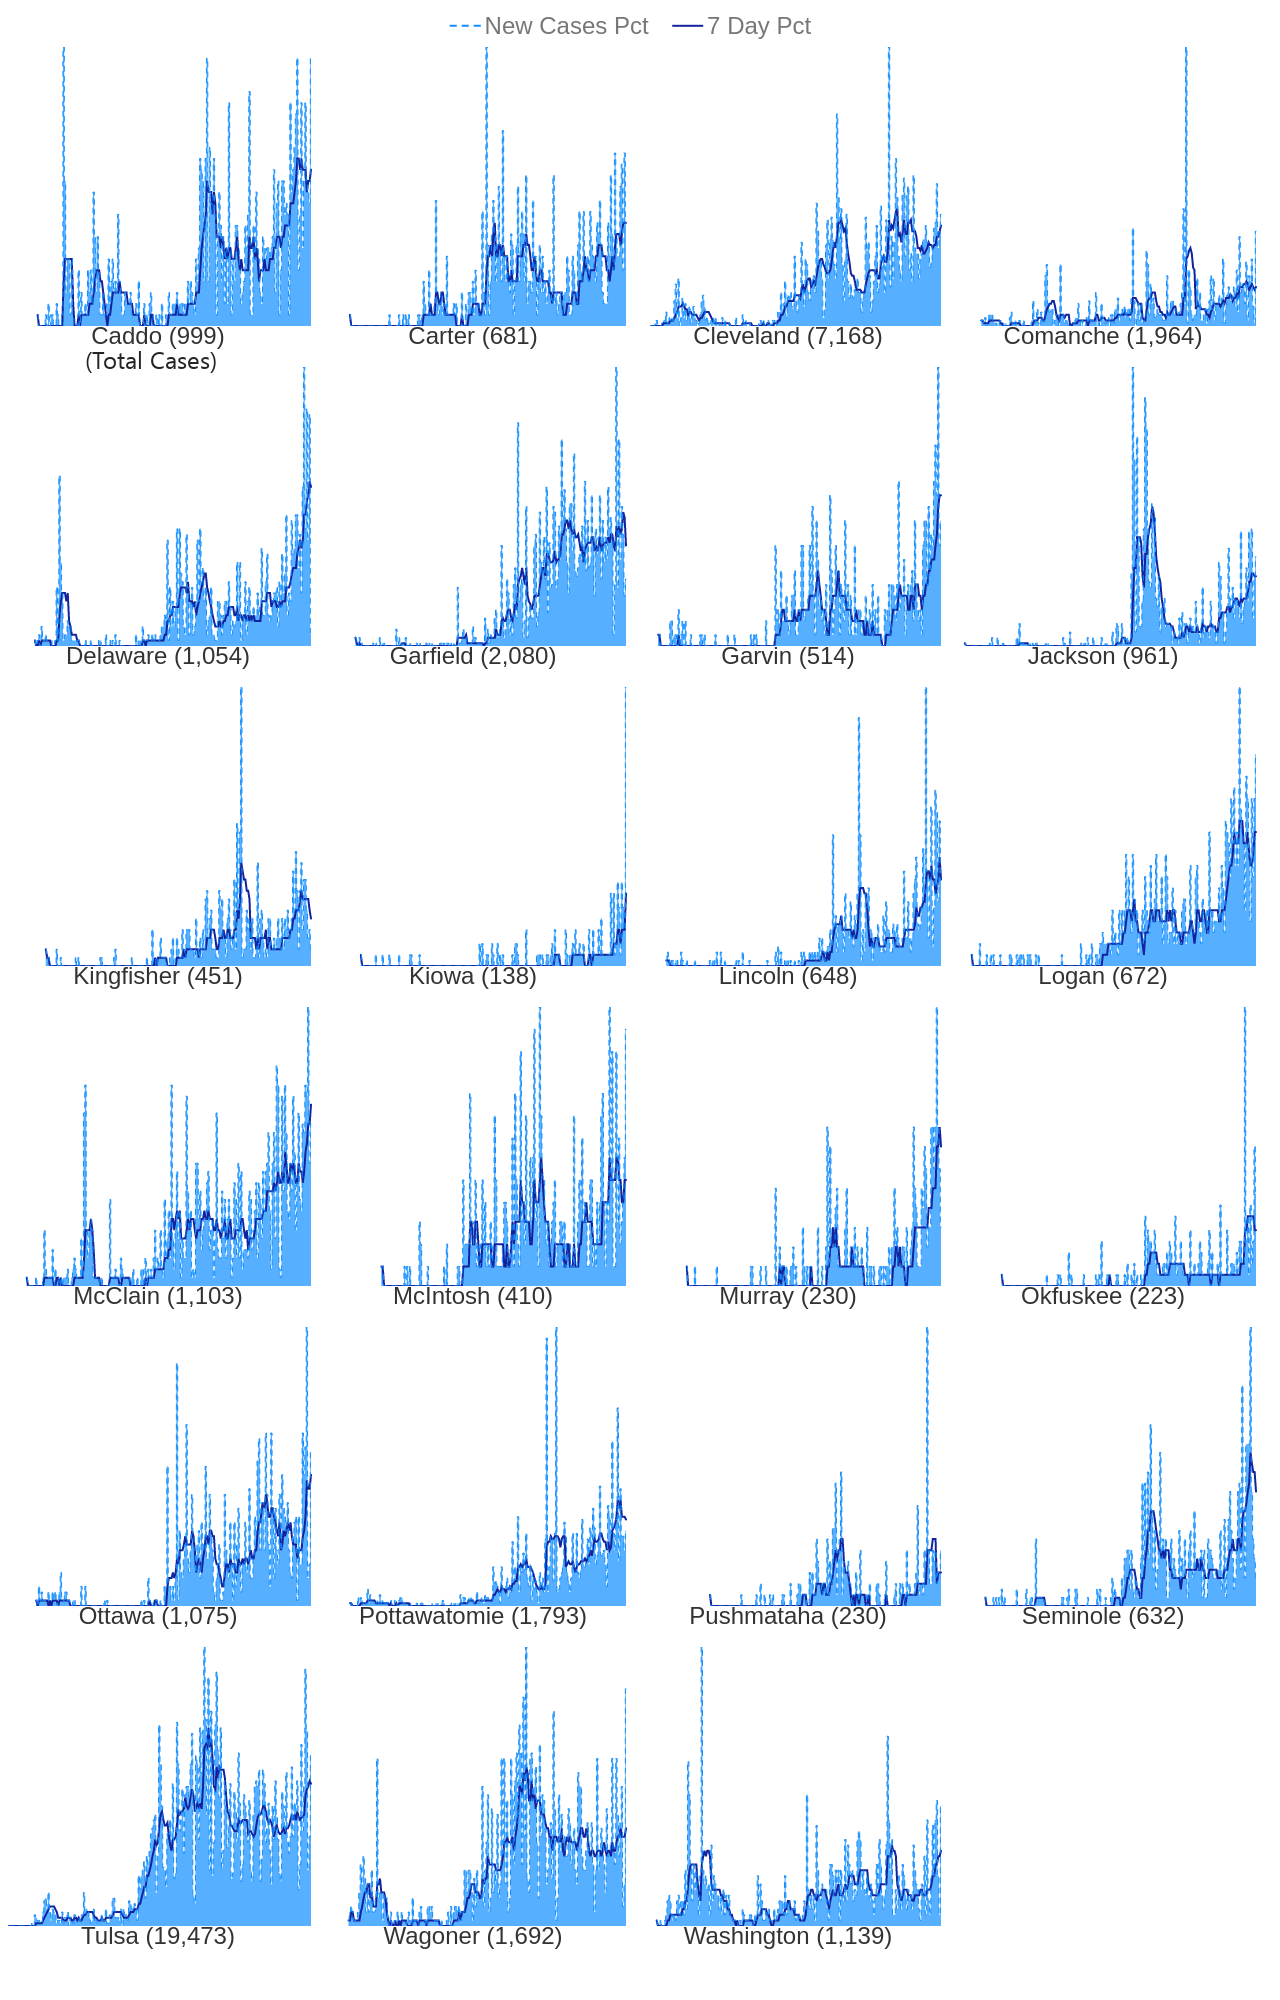 New Cases Pct 7 Day Pct
Caddo (999) Carter (681) Cleveland (7,168) Comanche (1,964)
(Total Cases)
Delaware (1,054) Garfield (2,080) Garvin (514) Jackson (961)
Kingfisher (451) Kiowa (138) Lincoln (648) Logan (672)
McClain (1,103) McIntosh (410) Murray (230) Okfuskee (223)
Ottawa (1,075) Pottawatomie (1,793) Pushmataha (230) Seminole (632)
Tulsa (19,473) Wagoner (1,692) Washington (1,139)